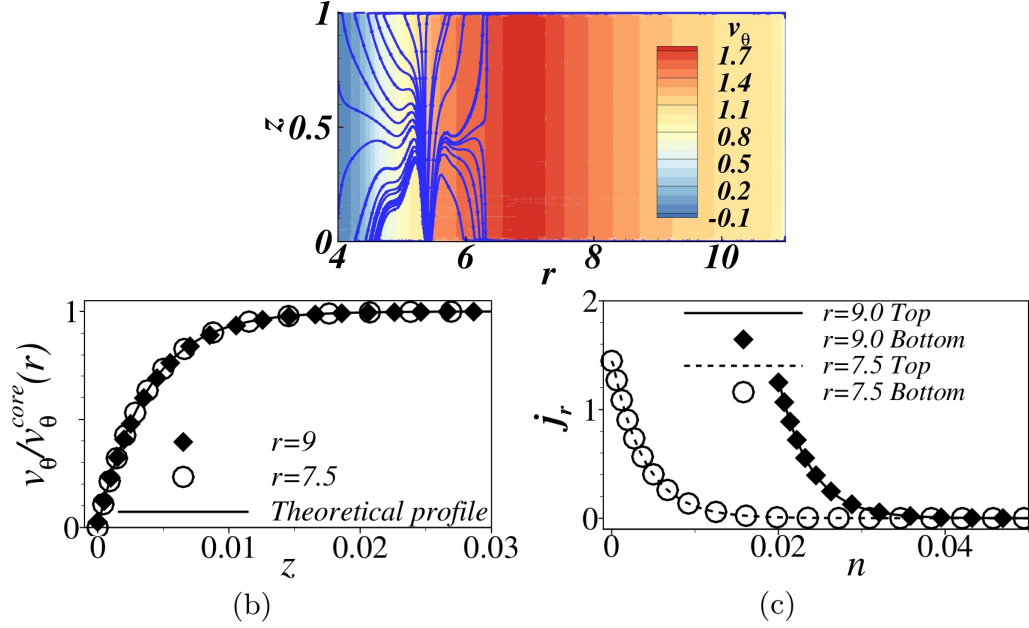 1
z
0.5
0
4
6
8
10
r
v_θ
1.7
1.4
1.1
0.8
0.5
0.2
-0.1
1
v_θ/v_θ^core(r)
0
r=9
r=7.5
Theoretical profile
0
0.01
0.02
0.03
z
(b)
2
j_r
1
0
r=9.0 Top
r=9.0 Bottom
r=7.5 Top
r=7.5 Bottom
0
0.02
0.04
n
(c)